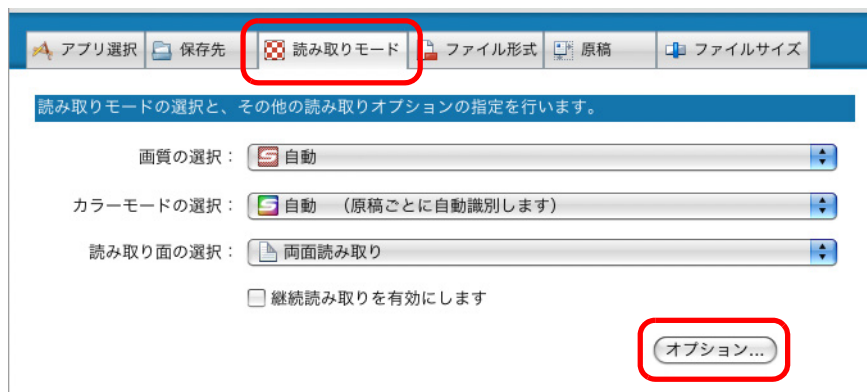 アプリ選択 保存先 読み取りモード ファイル形式 原稿 ファイルサイズ
読み取りモードの選択と、その他の読み取りオプションの指定を行います。
画質の選択： 自動
カラーモードの選択： 自動 （原稿ごとに自動識別します）
読み取り面の選択： 両面読み取り
継続読み取りを有効にします
オプション...